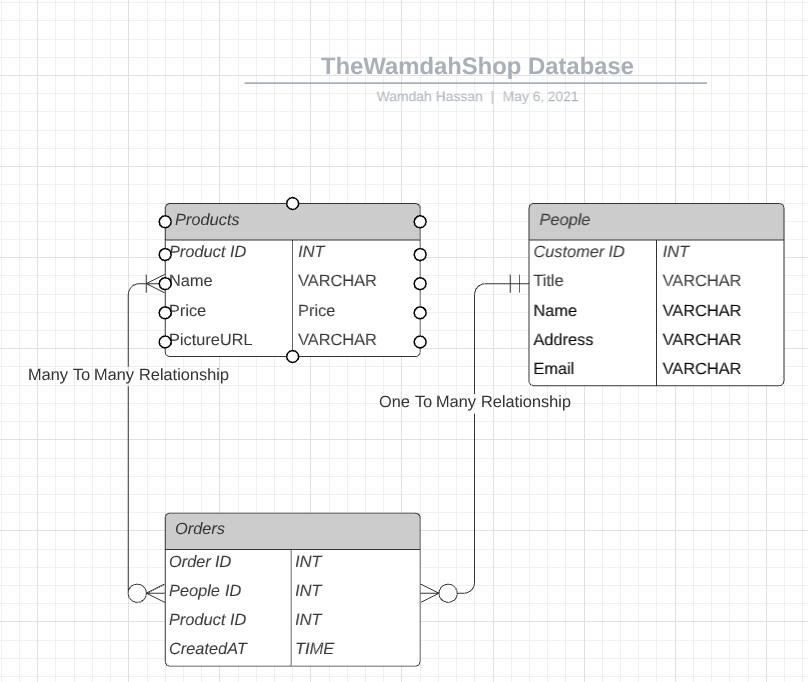 TheWamdahShop Database
Wamdah Hassan | May 6, 2021
Products
Product ID INT
Name VARCHAR
Price Price
PictureURL VARCHAR
People
Customer ID INT
Title VARCHAR
Name VARCHAR
Address VARCHAR
Email VARCHAR
Many To Many Relationship
One To Many Relationship
Orders
Order ID INT
People ID INT
Product ID INT
CreatedAT TIME